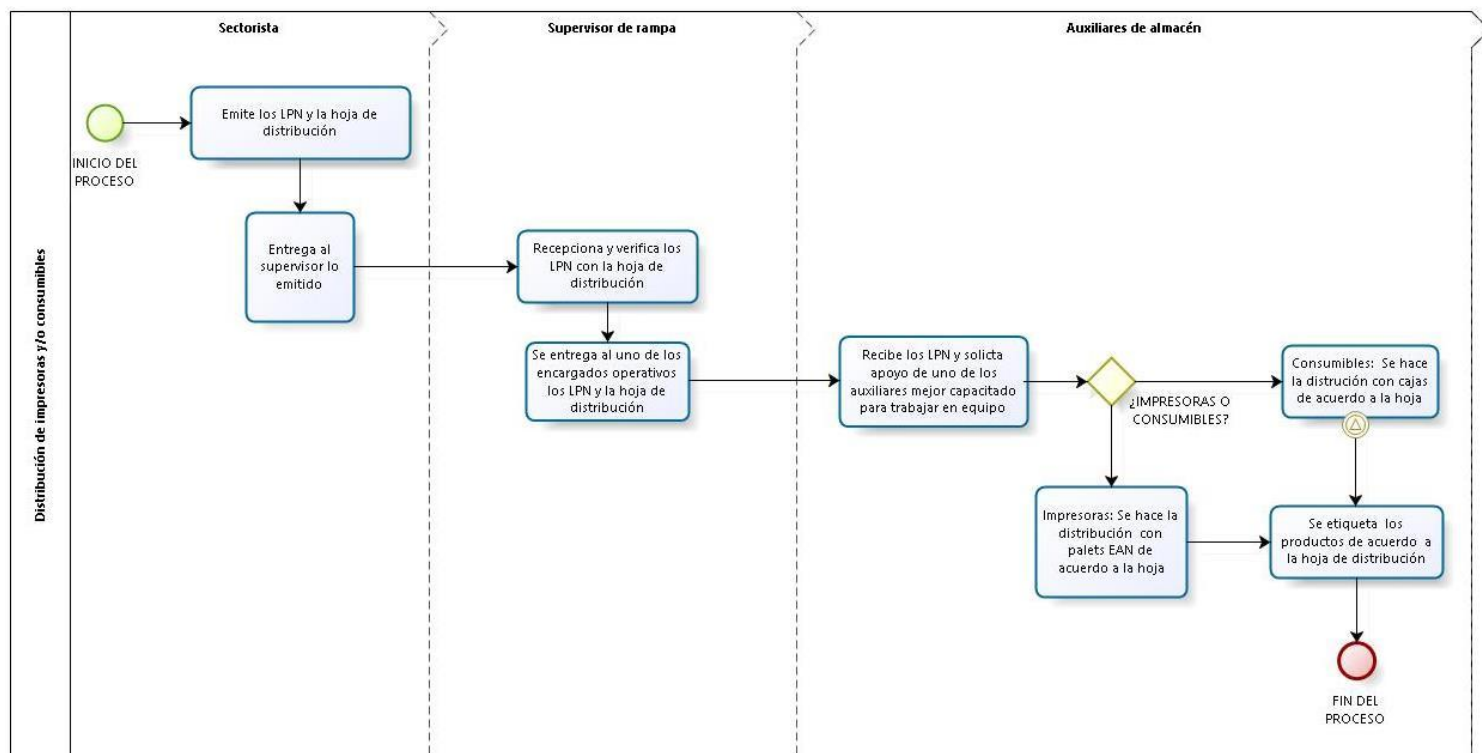 Sectorista
Supervisor de rampa
Auxiliares de almacén
Distribución de impresoras y/o consumibles
INICIO DEL
PROCESO
Emite los LPN y la hoja de
distribución
Entrega al
supervisor lo
emitido
Recepciona y verifica los
LPN con la hoja de
distribución
Se entrega al uno de los
encargados operativos
los LPN y la hoja de
distribución
Recibe los LPN y solicta
apoyo de uno de los
auxiliares mejor capacitado
para trabajar en equipo
¿IMPRESORAS O
CONSUMIBLES?
Consumibles: Se hace
la distrución con cajas
de acuerdo a la hoja
Impresoras: Se hace la
distribución con
palets EAN de
acuerdo a la hoja
Se etiqueta los
productos de acuerdo a
la hoja de distribución
FIN DEL
PROCESO